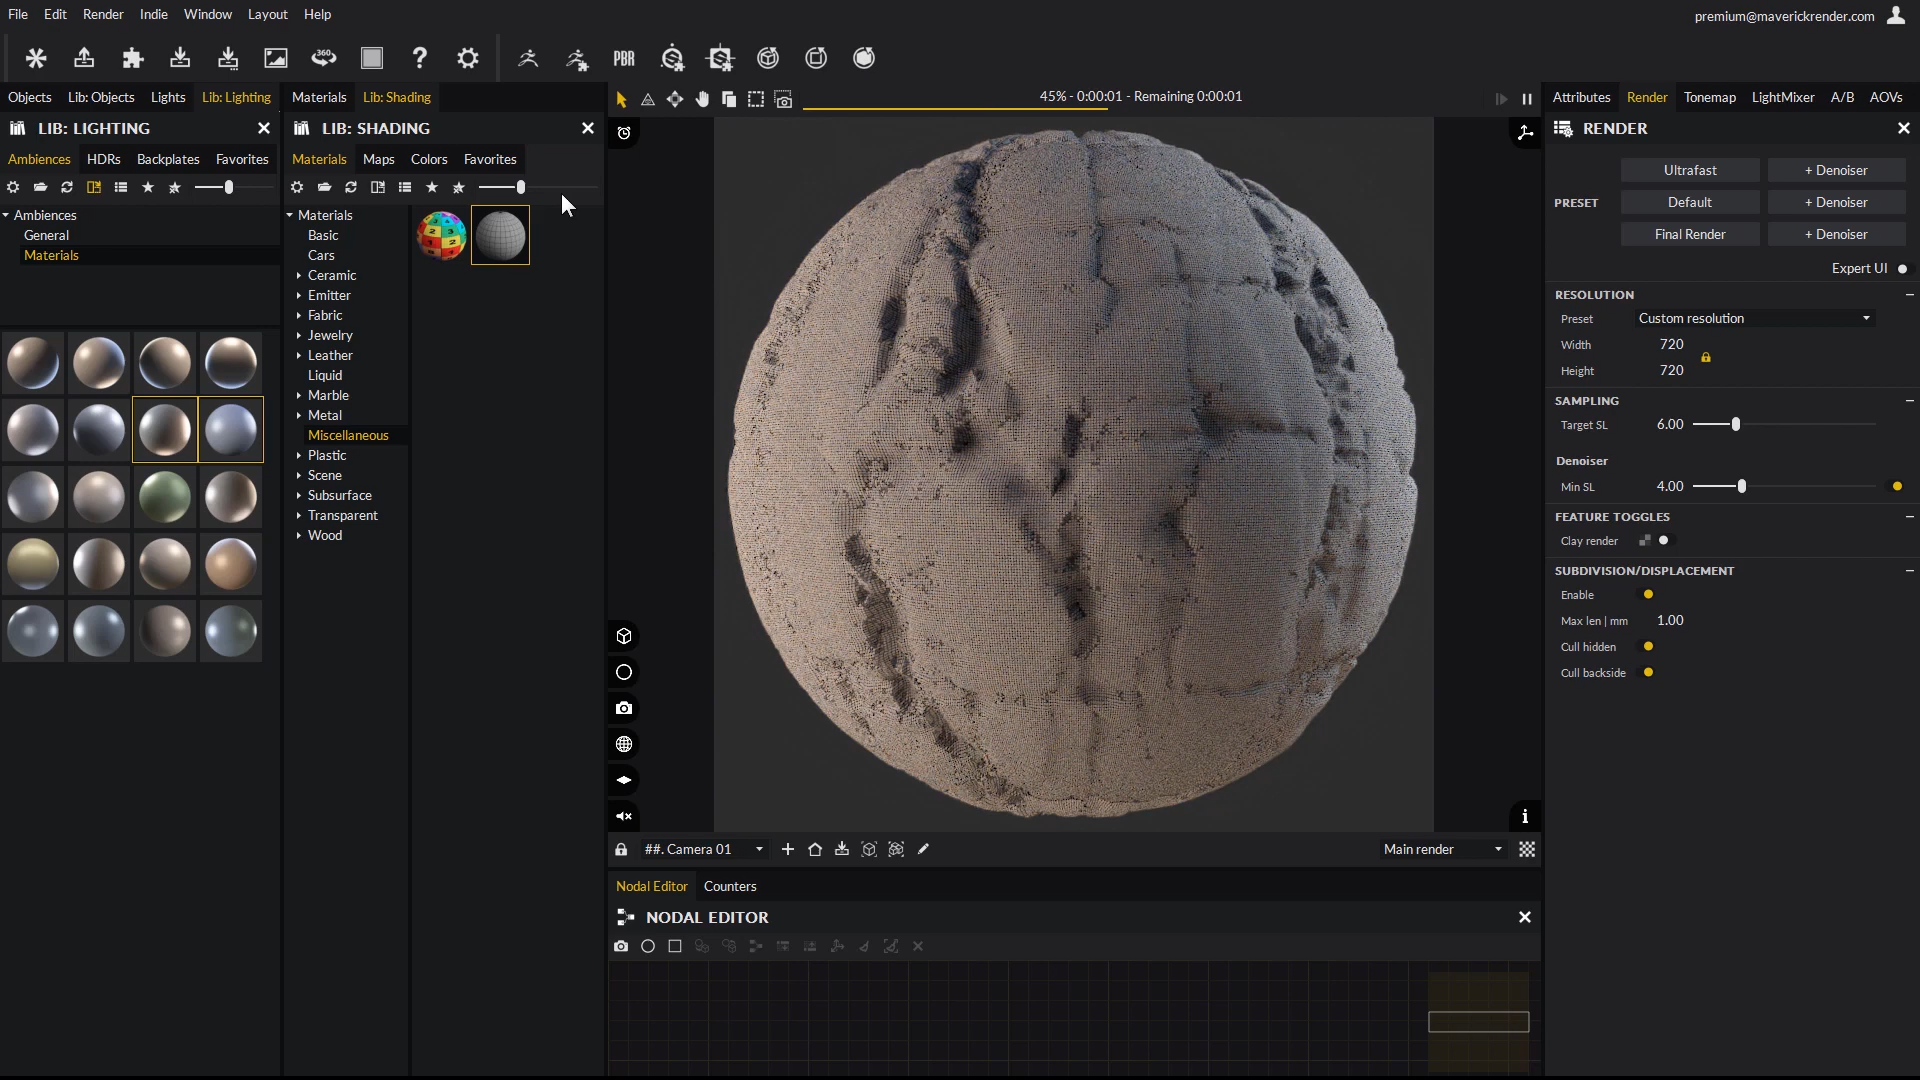 File Edit Render Indie Window Layout Help
premium@maverickrender.com
360°
?
PBR
Objects Lib: Objects Lights Lib: Lighting
Materials Lib: Shading
45% - 0:00:01 - Remaining 0:00:01
Attributes Render Tonemap LightMixer A/B AOVs
LIB: LIGHTING
LIB: SHADING
RENDER
Ambiences HDRs Backplates Favorites
Materials Maps Colors Favorites
Ambiences
General
Materials
Materials
Basic
Cars
Ceramic
Emitter
Fabric
Jewelry
Leather
Liquid
Marble
Metal
Miscellaneous
Plastic
Scene
Subsurface
Transparent
Wood
PRESET
Ultrafast + Denoiser
Default + Denoiser
Final Render + Denoiser
Expert UI
RESOLUTION
Preset Custom resolution
Width 720
Height 720
SAMPLING
Target SL 6.00
Denoiser
Min SL 4.00
FEATURE TOGGLES
Clay render
SUBDIVISION/DISPLACEMENT
Enable
Max len | mm 1.00
Cull hidden
Cull backside
##. Camera 01
Main render
Nodal Editor Counters
NODAL EDITOR